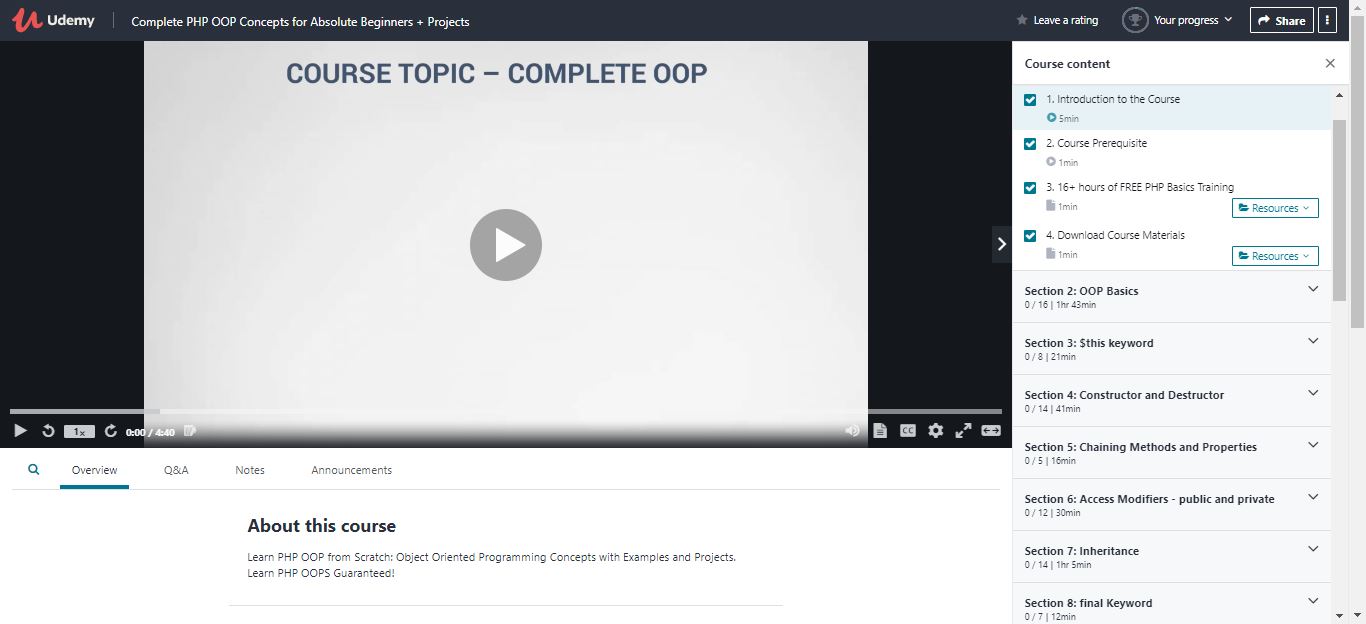 Udemy
Complete PHP OOP Concepts for Absolute Beginners + Projects
Leave a rating
Your progress
Share
COURSE TOPIC – COMPLETE OOP
1x
0:00 / 4:40
CC
Overview
Q&A
Notes
Announcements
About this course
Learn PHP OOP from Scratch: Object Oriented Programming Concepts with Examples and Projects.
Learn PHP OOPS Guaranteed!
Course content
1. Introduction to the Course
5min
2. Course Prerequisite
1min
3. 16+ hours of FREE PHP Basics Training
1min
Resources
4. Download Course Materials
1min
Resources
Section 2: OOP Basics
0 / 16 | 1hr 43min
Section 3: $this keyword
0 / 8 | 21min
Section 4: Constructor and Destructor
0 / 14 | 41min
Section 5: Chaining Methods and Properties
0 / 5 | 16min
Section 6: Access Modifiers - public and private
0 / 12 | 30min
Section 7: Inheritance
0 / 14 | 1hr 5min
Section 8: final Keyword
0 / 7 | 12min